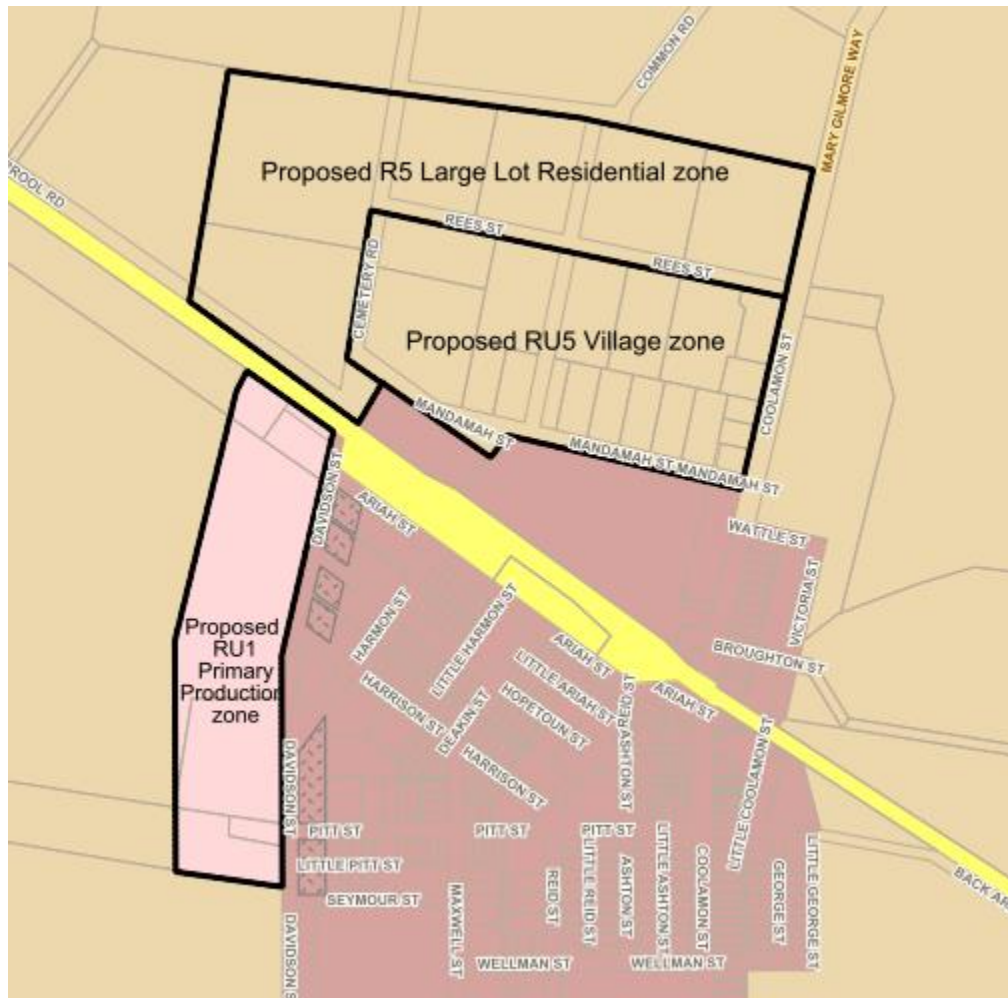 COMMON RD
MARY GILMORE WAY
PROOL RD
Proposed R5 Large Lot Residential zone
REES ST
REES ST
CEMETERY RD
Proposed RU5 Village zone
COOLAMON ST
MANDAMAH ST
MANDAMAH ST
MANDAMAH ST
DAVIDSON ST
ARIAH ST
WATTLE ST
VICTORIA ST
BROUGHTON ST
HARMON ST
LITTLE HARMON ST
ARIAH ST
LITTLE ARIAH ST
REID ST
ARIAH ST
Proposed
RU1
Primary
Production
zone
HARRISON ST
DEAKIN ST
HOPETOUN ST
HARRISON ST
ASHTON ST
LITTLE COOLAMON ST
DAVIDSON ST
PITT ST
PITT ST
PITT ST
LITTLE PITT ST
SEYMOUR ST
MAXWELL ST
REID ST
LITTLE REID ST
ASHTON ST
LITTLE ASHTON ST
COOLAMON ST
GEORGE ST
LITTLE GEORGE ST
BACK AR
DAVIDSON S
WELLMAN ST
WELLMAN ST